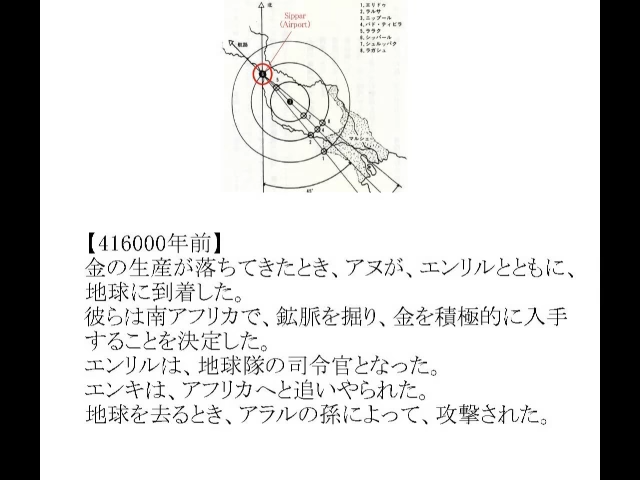 Sippar
(Airport)
北
航路
1.エリドゥ
2.ラルサ
3.ニップール
4.バド・ティビラ
5.ララク
6.シッパール
7.シュルッパク
8.ラガシュ
マルシュ
45°
【416000年前】
金の生産が落ちてきたとき、アヌが、エンリルとともに、
地球に到着した。
彼らは南アフリカで、鉱脈を掘り、金を積極的に入手
することを決定した。
エンリルは、地球隊の司令官となった。
エンキは、アフリカへと追いやられた。
地球を去るとき、アラルの孫によって、攻撃された。